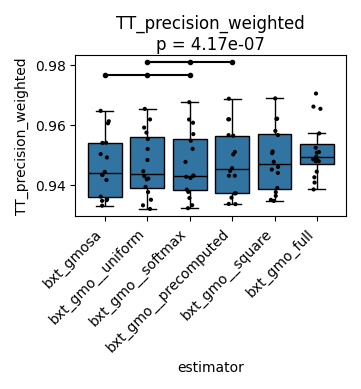 TT_precision_weighted
p = 4.17e-07
TT_precision_weighted
0.98
0.96
0.94
bxt_gmosa
bxt_gmo__uniform
bxt_gmo__softmax
bxt_gmo__precomputed
bxt_gmo__square
bxt_gmo_full
estimator